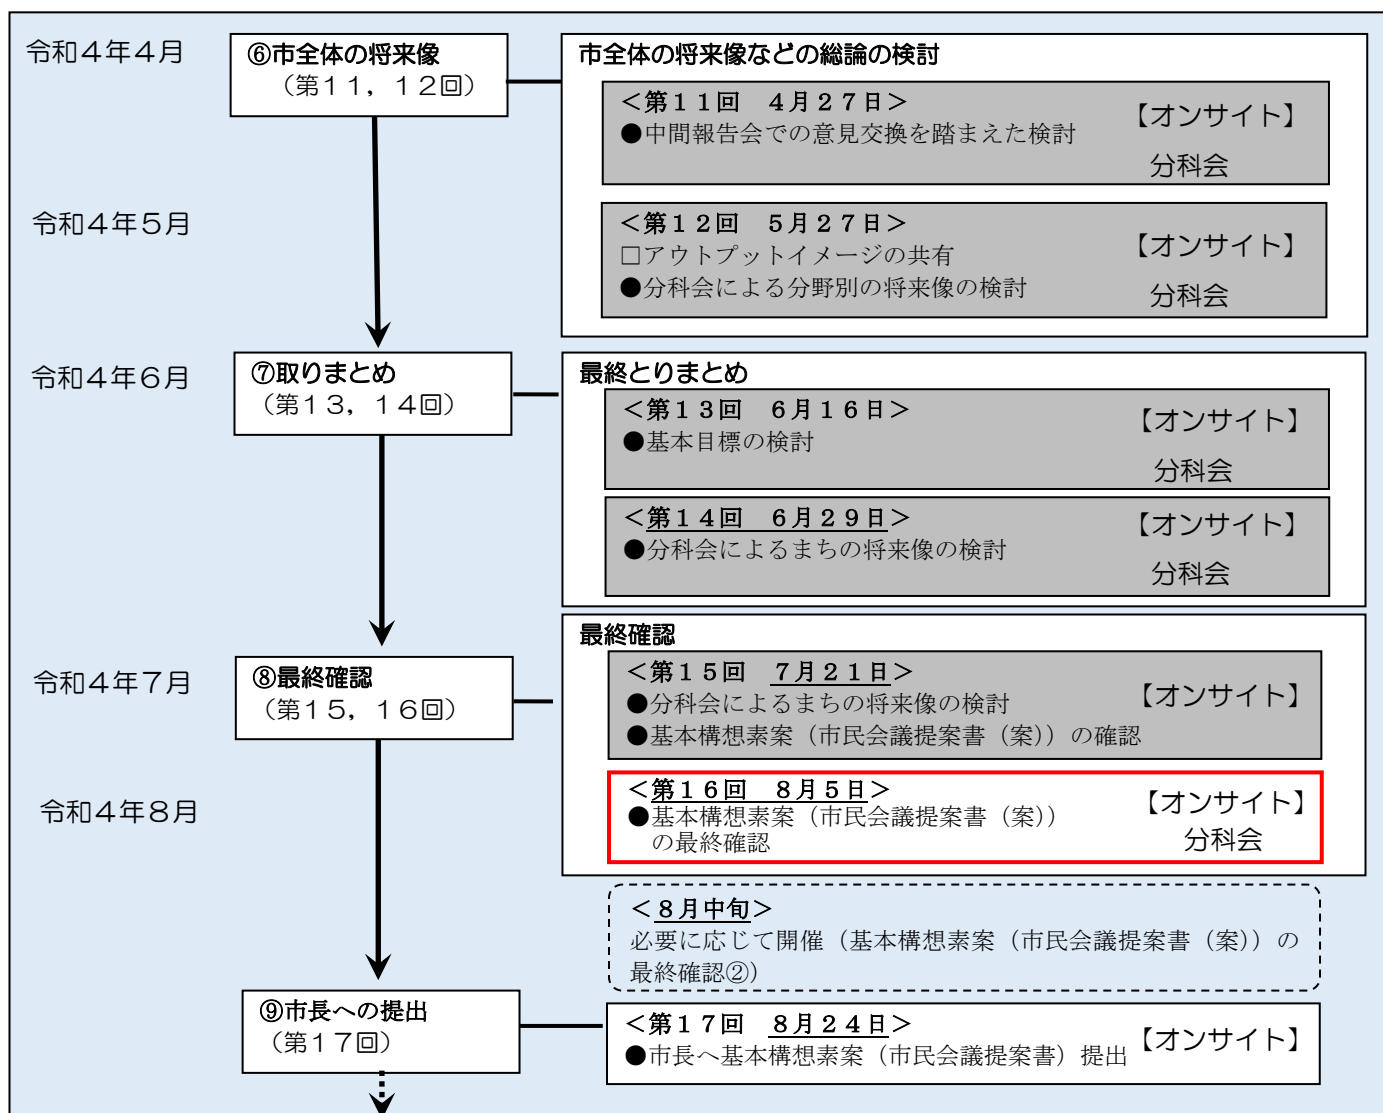 令和４年４月
⑥市全体の将来像
（第１１，１２回）
市全体の将来像などの総論の検討
＜第１１回　４月２７日＞
●中間報告会での意見交換を踏まえた検討
【オンサイト】
分科会
令和４年５月
＜第１２回　５月２７日＞
□アウトプットイメージの共有
●分科会による分野別の将来像の検討
【オンサイト】
分科会
令和４年６月
⑦取りまとめ
（第１３，１４回）
最終とりまとめ
＜第１３回　６月１６日＞
●基本目標の検討
【オンサイト】
分科会
＜第１４回　６月２９日＞
●分科会によるまちの将来像の検討
【オンサイト】
分科会
令和４年７月
⑧最終確認
（第１５，１６回）
最終確認
＜第１５回　７月２１日＞
●分科会によるまちの将来像の検討
●基本構想素案（市民会議提案書（案））の確認
【オンサイト】
令和４年８月
＜第１６回　８月５日＞
●基本構想素案（市民会議提案書（案））
の最終確認
【オンサイト】
分科会
＜８月中旬＞
必要に応じて開催（基本構想素案（市民会議提案書（案））の
最終確認②）
⑨市長への提出
（第１７回）
＜第１７回　８月２４日＞
●市長へ基本構想素案（市民会議提案書）提出
【オンサイト】